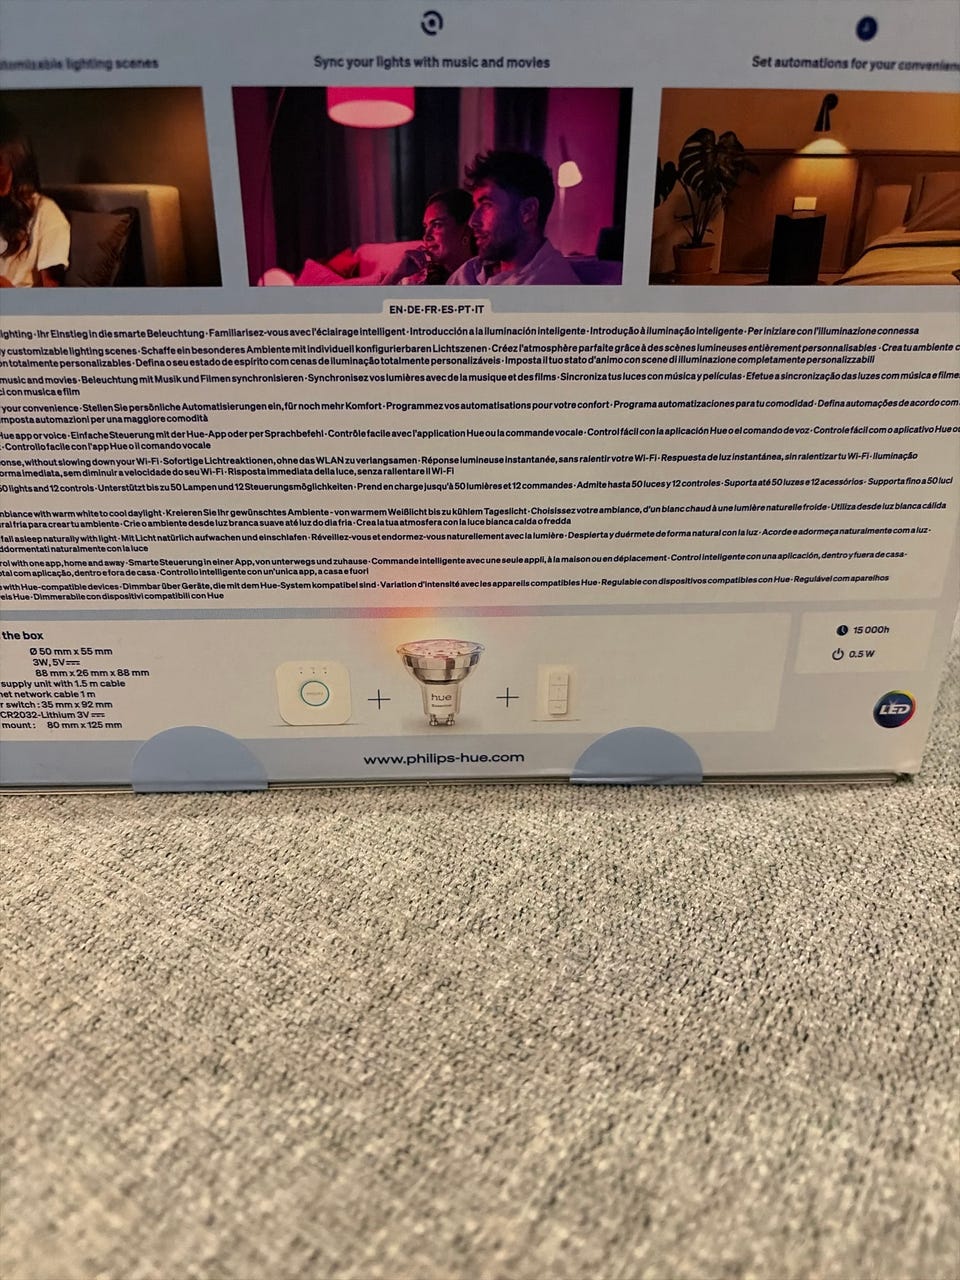 lighting scenes
Sync your lights with music and movies
Set automations for your convenien
EN·DE·FR·ES·PT·IT
ighting·Ihr Einstieg in die smarte Beleuchtung·Familiarisez-vous avec l'éclairage intelligent·Introducción a la iluminación inteligente·Introdução à iluminação inteligente·Per iniziare con l'illuminazione connessa
y customizable lighting scenes·Schaffe ein besonderes Ambiente mit individuell konfigurierbaren Lichtszenen·Créez l'atmosphère parfaite grâce à des scènes lumineuses entièrement personnalisables·Crea tu ambiente c
on totalmente personalizables·Defina o seu estado de espírito com cenas de iluminação totalmente personalizáveis·Imposta il tuo stato d'animo con scene di illuminazione completamente personalizzabili
music and movies·Beleuchtung mit Musik und Filmen synchronisieren·Synchronisez vos lumières avec de la musique et des films·Sincroniza tus luces con música y películas·Efetue a sincronização das luzes com música e filme
ci con musica e film
your convenience·Stellen Sie persönliche Automatisierungen ein, für noch mehr Komfort·Programmez vos automatisations pour votre confort·Programa automatizaciones para tu comodidad·Defina automações de acordo com
mposta automazioni per una maggiore comodità
Hue app or voice·Einfache Steuerung mit der Hue-App oder per Sprachbefehl·Contrôle facile avec l'application Hue ou la commande vocale·Control fácil con la aplicación Hue o el comando de voz·Controle fácil com o aplicativo Hue ou
·Controllo facile con l'app Hue o il comando vocale
onse, without slowing down your Wi-Fi·Sofortige Lichtreaktionen, ohne das WLAN zu verlangsamen·Réponse lumineuse instantanée, sans ralentir votre Wi-Fi·Respuesta de luz instantánea, sin ralentizar tu Wi-Fi·Iluminação
orma imediata, sem diminuir a velocidade do seu Wi-Fi·Risposta immediata della luce, senza rallentare il Wi-Fi
50 lights and 12 controls·Unterstützt bis zu 50 Lampen und 12 Steuerungsmöglichkeiten·Prend en charge jusqu'à 50 lumières et 12 commandes·Admite hasta 50 luces y 12 controles·Suporta até 50 luzes e 12 acessórios·Supporta fino a 50 luci
mbiance with warm white to cool daylight·Kreieren Sie Ihr gewünschtes Ambiente - von warmem Weißlicht bis zu kühlem Tageslicht·Choisissez votre ambiance, d'un blanc chaud à une lumière naturelle froide·Utiliza desde luz blanca cálida
ral fría para crear tu ambiente·Crie o ambiente desde luz branca suave até luz do dia fria·Crea la tua atmosfera con la luce bianca calda o fredda
fall asleep naturally with light·Mit Licht natürlich aufwachen und einschlafen·Réveillez-vous et endormez-vous naturellement avec la lumière·Despierta y duérmete de forma natural con la luz·Acorde e adormeça naturalmente com a luz·
ddormentati naturalmente con la luce
rol with one app, home and away·Smarte Steuerung in einer App, von unterwegs und zuhause·Commande intelligente avec une seule appli, à la maison ou en déplacement·Control inteligente con una aplicación, dentro y fuera de casa·
otal com aplicação, dentro e fora de casa·Controllo intelligente con un'unica app, a casa e fuori
e with Hue-compatible devices·Dimmbar über Geräte, die mit dem Hue-System kompatibel sind·Variation d'intensité avec les appareils compatibles Hue·Regulable con dispositivos compatibles con Hue·Regulável com aparelhos
eis Hue·Dimmerabile con dispositivi compatibili con Hue
the box
Ø 50 mm x 55 mm
3W, 5V
88 mm x 26 mm x 88 mm
supply unit with 1.5 m cable
net network cable 1 m
r switch: 35 mm x 92 mm
CR2032-Lithium 3V
mount: 80 mm x 125 mm
PHILIPS
+
hue
+
15 000h
0.5 W
LED
www.philips-hue.com